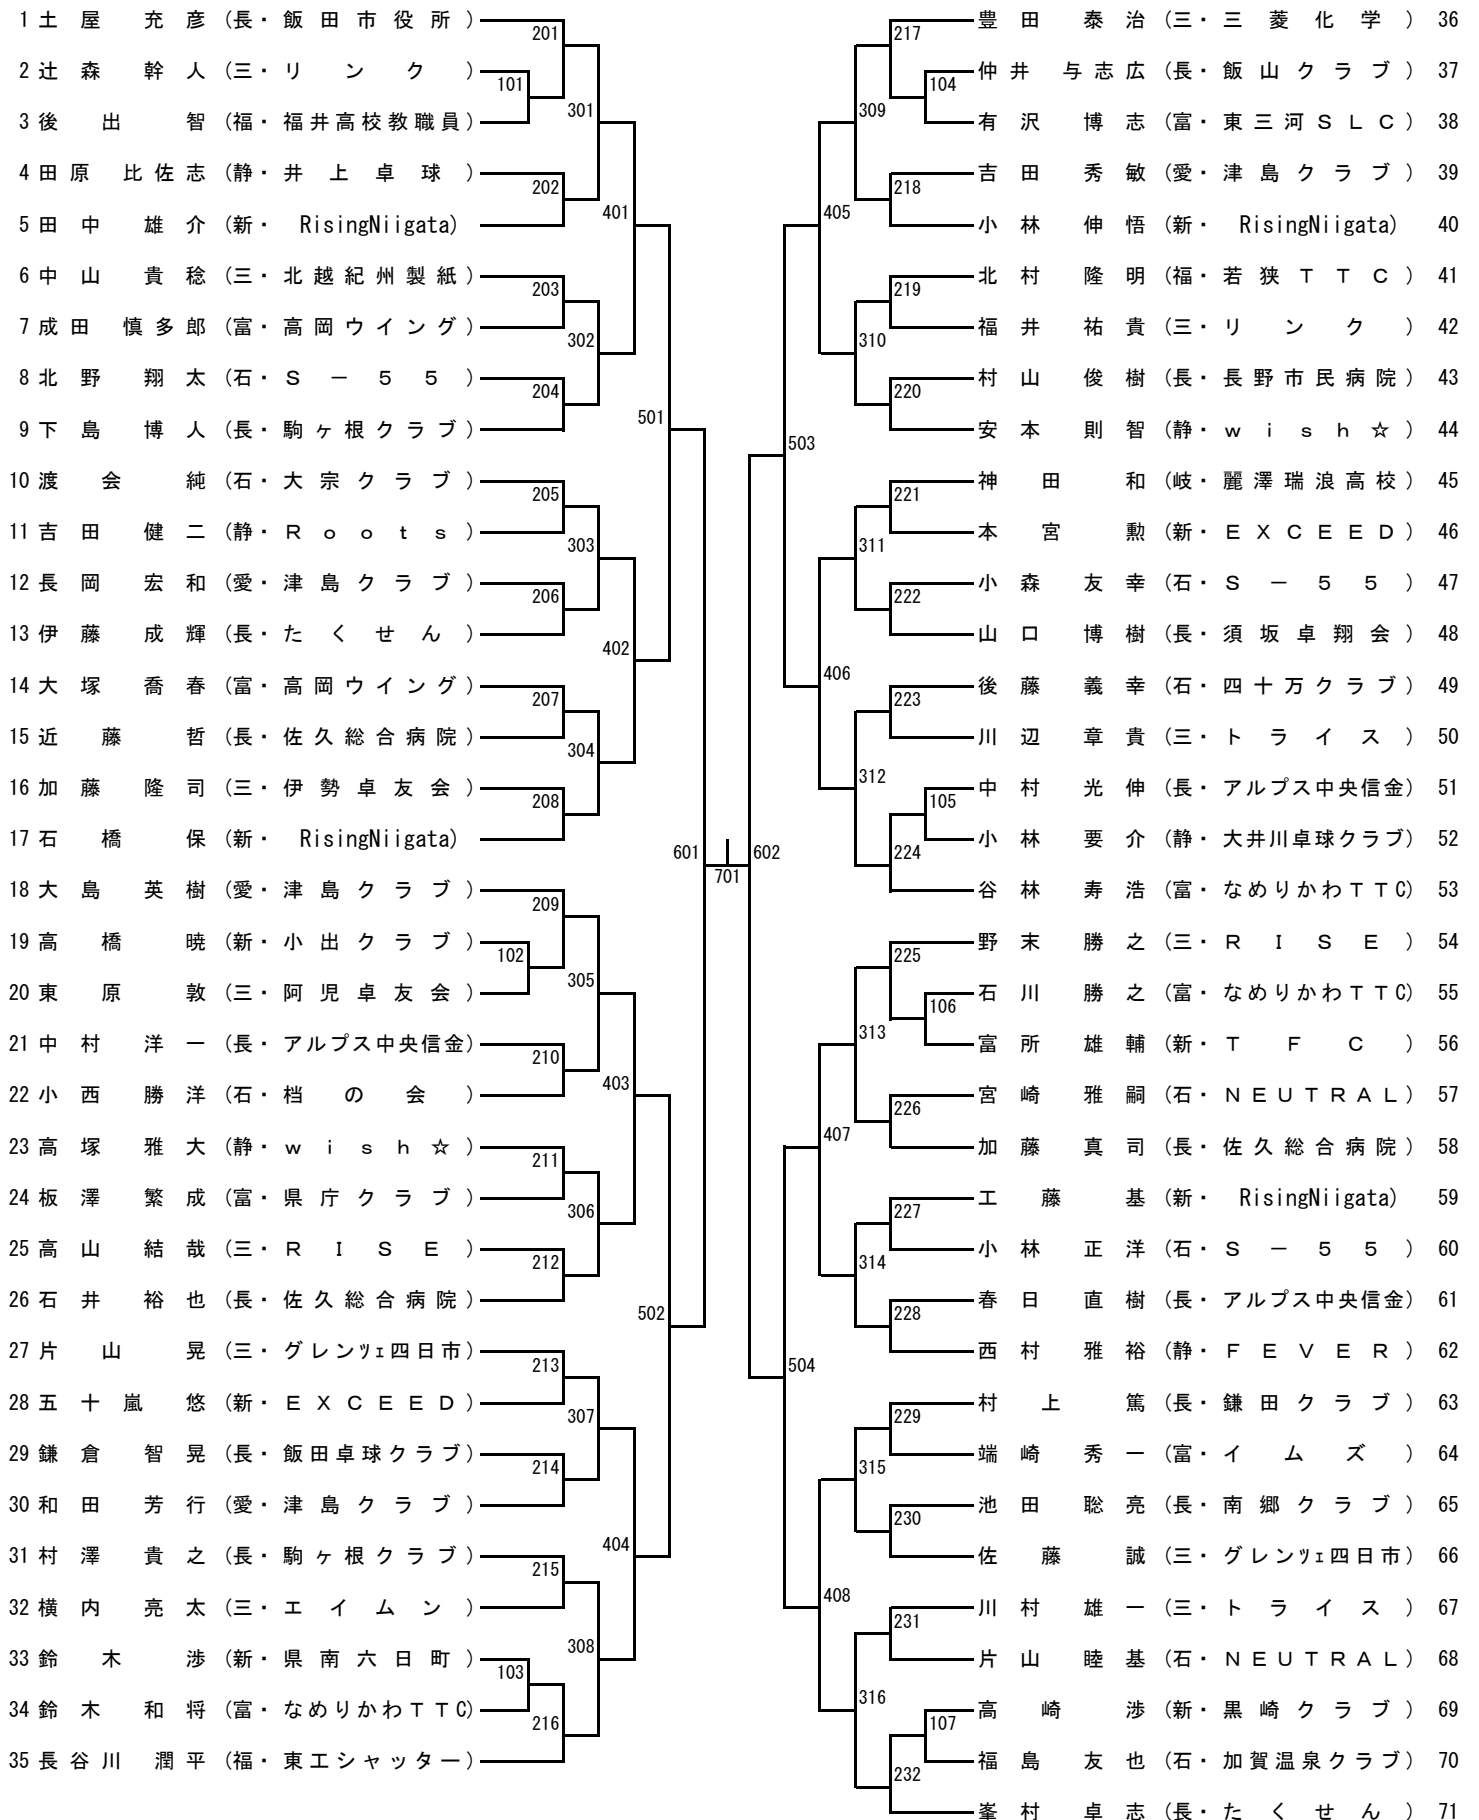 1 土屋 充彦 (長・飯田市役所)
2 辻森 幹人 (三・リンク)
3 後出 智 (福・福井高校教職員)
4 田原 比佐志 (静・井上卓球)
5 田中 雄介 (新・ RisingNiigata)
6 中山 貴稔 (三・北越紀州製紙)
7 成田 慎多郎 (富・高岡ウイング)
8 北野 翔太 (石・S－55)
9 下島 博人 (長・駒ヶ根クラブ)
10 渡会 純 (石・大宗クラブ)
11 吉田 健二 (静・Roots)
12 長岡 宏和 (愛・津島クラブ)
13 伊藤 成輝 (長・たくせん)
14 大塚 喬春 (富・高岡ウイング)
15 近藤 哲 (長・佐久総合病院)
16 加藤 隆司 (三・伊勢卓友会)
17 石橋 保 (新・ RisingNiigata)
18 大島 英樹 (愛・津島クラブ)
19 高橋 暁 (新・小出クラブ)
20 東原 敦 (三・阿児卓友会)
21 中村 洋一 (長・アルプス中央信金)
22 小西 勝洋 (石・档の会)
23 高塚 雅大 (静・wish☆)
24 板澤 繁成 (富・県庁クラブ)
25 高山 結哉 (三・RISE)
26 石井 裕也 (長・佐久総合病院)
27 片山 晃 (三・グレンツェ四日市)
28 五十嵐 悠 (新・EXCEED)
29 鎌倉 智晃 (長・飯田卓球クラブ)
30 和田 芳行 (愛・津島クラブ)
31 村澤 貴之 (長・駒ヶ根クラブ)
32 横内 亮太 (三・エイムン)
33 鈴木 渉 (新・県南六日町)
34 鈴木 和将 (富・なめりかわTTC)
35 長谷川 潤平 (福・東エシャッター)
201
101
301
202
401
203
302
204
501
205
303
206
402
207
304
208
601
701
209
102
305
210
403
211
306
212
502
213
307
214
404
215
308
103
216
602
217
104
309
218
405
219
310
220
503
221
311
222
406
223
312
105
224
225
106
313
226
407
227
314
228
504
229
315
230
408
231
316
107
232
豊田 泰治 (三・三菱化学) 36
仲井 与志広 (長・飯山クラブ) 37
有沢 博志 (富・東三河SLC) 38
吉田 秀敏 (愛・津島クラブ) 39
小林 伸悟 (新・ RisingNiigata) 40
北村 隆明 (福・若狭TTC) 41
福井 祐貴 (三・リンク) 42
村山 俊樹 (長・長野市民病院) 43
安本 則智 (静・wish☆) 44
神田 和 (岐・麗澤瑞浪高校) 45
本宮 勲 (新・EXCEED) 46
小森 友幸 (石・S－55) 47
山口 博樹 (長・須坂卓翔会) 48
後藤 義幸 (石・四十万クラブ) 49
川辺 章貴 (三・トライス) 50
中村 光伸 (長・アルプス中央信金) 51
小林 要介 (静・大井川卓球クラブ) 52
谷林 寿浩 (富・なめりかわTTC) 53
野末 勝之 (三・RISE) 54
石川 勝之 (富・なめりかわTTC) 55
富所 雄輔 (新・TFC) 56
宮崎 雅嗣 (石・NEUTRAL) 57
加藤 真司 (長・佐久総合病院) 58
工藤 基 (新・ RisingNiigata) 59
小林 正洋 (石・S－55) 60
春日 直樹 (長・アルプス中央信金) 61
西村 雅裕 (静・FEVER) 62
村上 篤 (長・鎌田クラブ) 63
端崎 秀一 (富・イムズ) 64
池田 聡亮 (長・南郷クラブ) 65
佐藤 誠 (三・グレンツェ四日市) 66
川村 雄一 (三・トライス) 67
片山 睦基 (石・NEUTRAL) 68
高崎 渉 (新・黒崎クラブ) 69
福島 友也 (石・加賀温泉クラブ) 70
峯村 卓志 (長・たくせん) 71